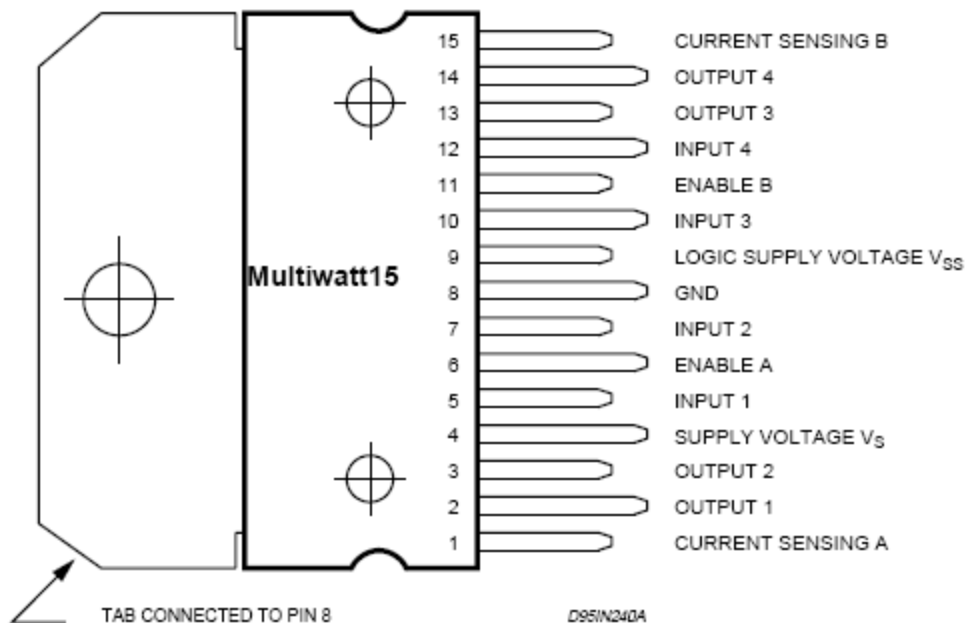 15 CURRENT SENSING B
14 OUTPUT 4
13 OUTPUT 3
12 INPUT 4
11 ENABLE B
10 INPUT 3
9 LOGIC SUPPLY VOLTAGE VSS
Multiwatt15
8 GND
7 INPUT 2
6 ENABLE A
5 INPUT 1
4 SUPPLY VOLTAGE VS
3 OUTPUT 2
2 OUTPUT 1
1 CURRENT SENSING A
TAB CONNECTED TO PIN 8
D95IN240A